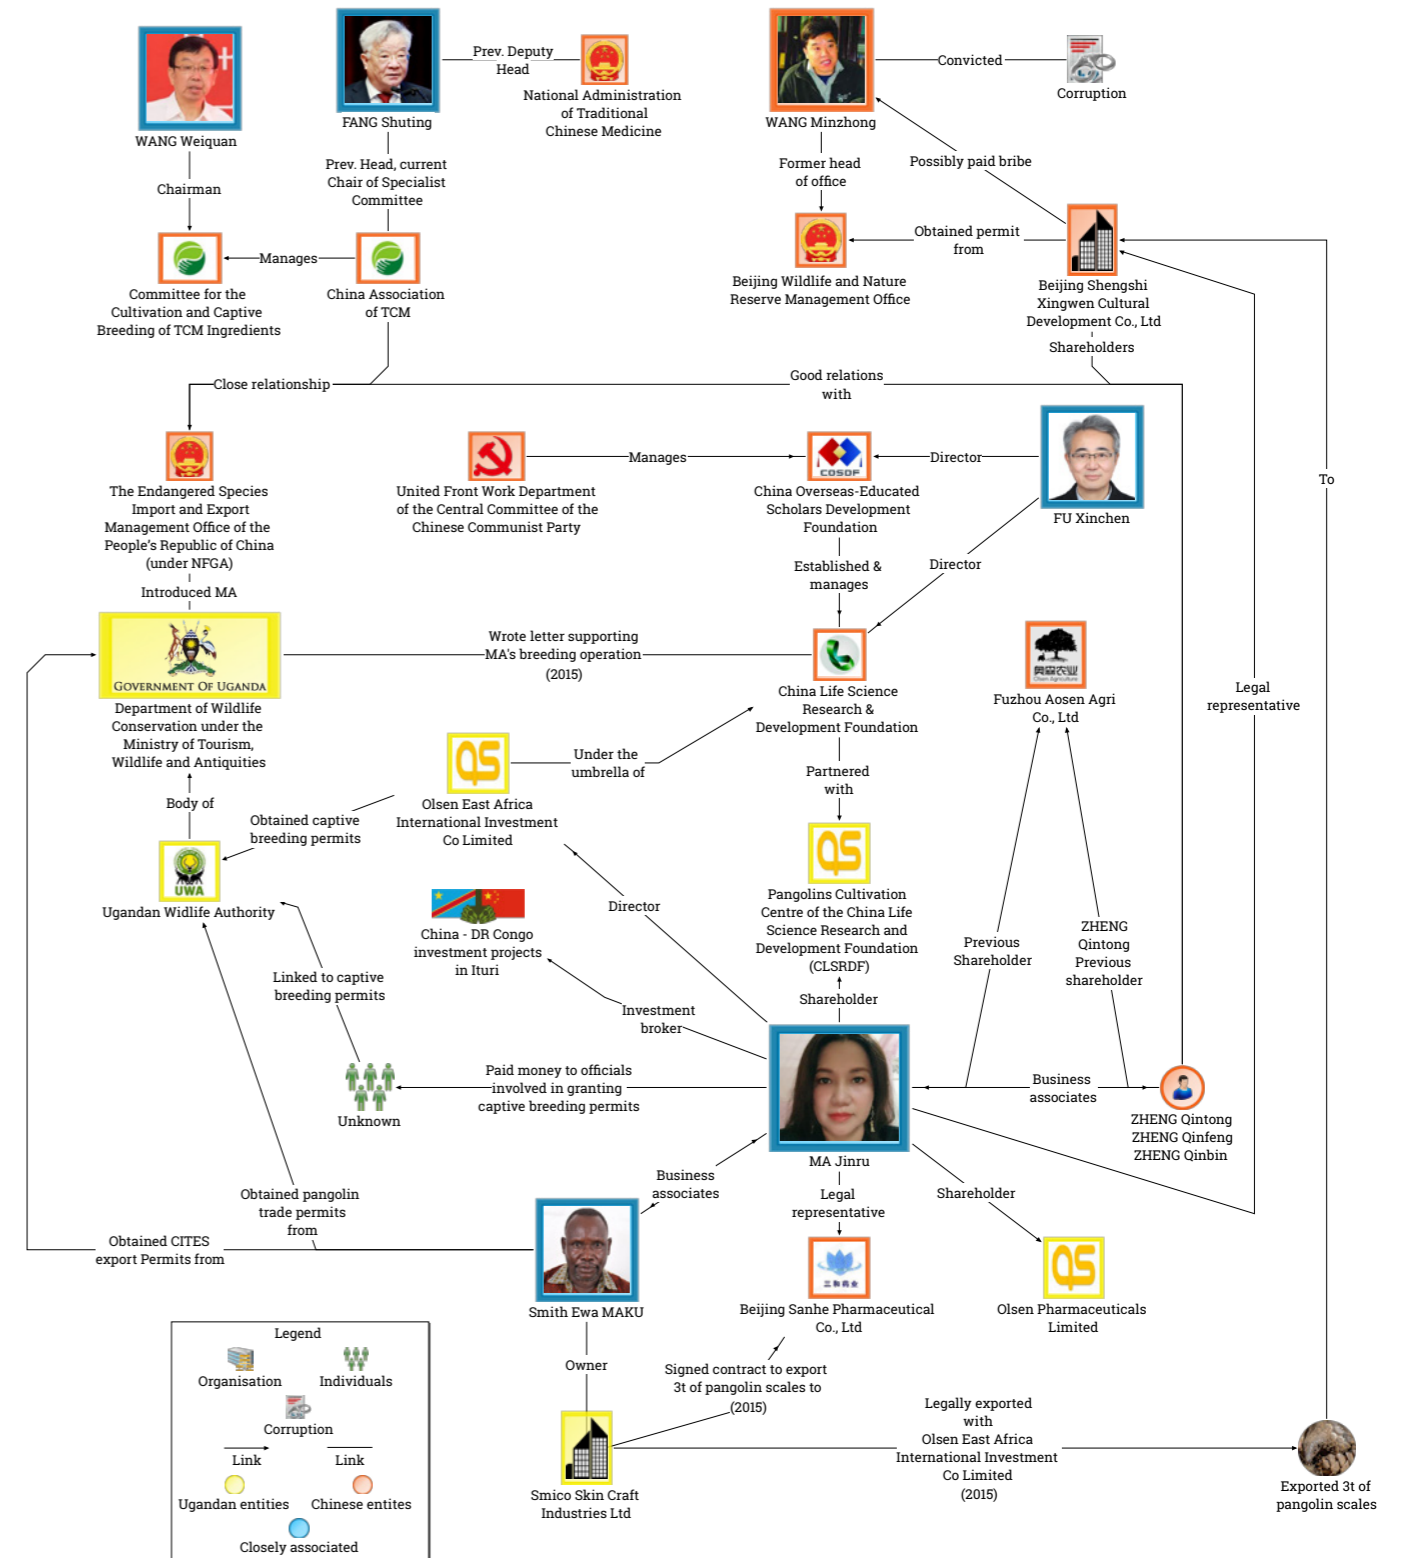 WANG Weiquan
Chairman
Committee for the
Cultivation and Captive
Breeding of TCM Ingredients
Manages
FANG Shuting
Prev. Head, current
Chair of Specialist
Committee
China Association
of TCM
Prev. Deputy
Head
National Administration
of Traditional
Chinese Medicine
WANG Minzhong
Convicted
Corruption
Former head
of office
Possibly paid bribe
Beijing Wildlife and Nature
Reserve Management Office
Obtained permit
from
Beijing Shengshi
Xingwen Cultural
Development Co., Ltd
Shareholders
Close relationship
Good relations
with
The Endangered Species
Import and Export
Management Office of the
People's Republic of China
(under NFGA)
Introduced MA
United Front Work Department
of the Central Committee of the
Chinese Communist Party
Manages
COSDF
China Overseas-Educated
Scholars Development
Foundation
Director
FU Xinchen
To
Established &
manages
Director
GOVERNMENT OF UGANDA
Department of Wildlife
Conservation under the
Ministry of Tourism,
Wildlife and Antiquities
Wrote letter supporting
MA's breeding operation
(2015)
China Life Science
Research &
Development Foundation
奥森农业
Fuzhou Aosen Agri
Co., Ltd
Legal
representative
Olsen East Africa
International Investment
Co Limited
Under the
umbrella of
Partnered
with
Body of
Obtained captive
breeding permits
UWA
Ugandan Widlife Authority
Pangolins Cultivation
Centre of the China Life
Science Research and
Development Foundation
(CLSRDF)
China - DR Congo
investment projects
in Ituri
Director
Previous
Shareholder
ZHENG
Qintong
Previous
shareholder
Linked to captive
breeding permits
Shareholder
Investment
broker
Unknown
Paid money to officials
involved in granting
captive breeding permits
MA Jinru
Business
associates
ZHENG Qintong
ZHENG Qinfeng
ZHENG Qinbin
Business
associates
Legal
representative
Shareholder
Obtained pangolin
trade permits
from
Obtained CITES
export Permits from
Smith Ewa MAKU
三和药业
Beijing Sanhe Pharmaceutical
Co., Ltd
Olsen Pharmaceuticals
Limited
Owner
Signed contract to export
3t of pangolin scales to
(2015)
Smico Skin Craft
Industries Ltd
Legally exported
with
Olsen East Africa
International Investment
Co Limited
(2015)
Exported 3t of
pangolin scales
Legend
Organisation
Individuals
Corruption
Link
Link
Ugandan entities
Chinese entites
Closely associated